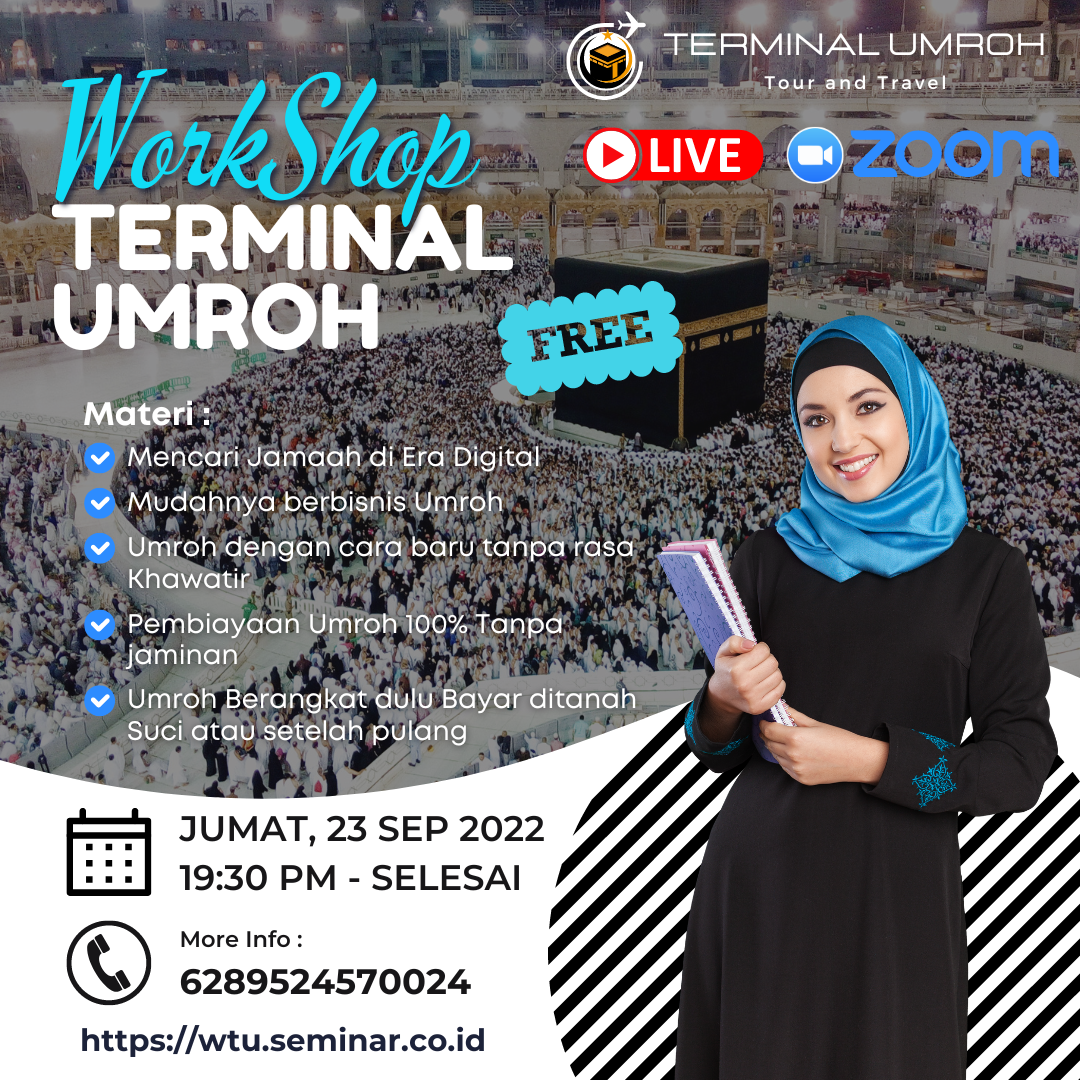 TERMINAL UMROH
Tour and Travel
WorkShop
LIVE
zoom
TERMINAL
UMROH
FREE
Materi :
Mencari Jamaah di Era Digital
Mudahnya berbisnis Umroh
Umroh dengan cara baru tanpa rasa
Khawatir
Pembiayaan Umroh 100% Tanpa
jaminan
Umroh Berangkat dulu Bayar ditanah
Suci atau setelah pulang
JUMAT, 23 SEP 2022
19:30 PM - SELESAI
More Info :
6289524570024
https://wtu.seminar.co.id